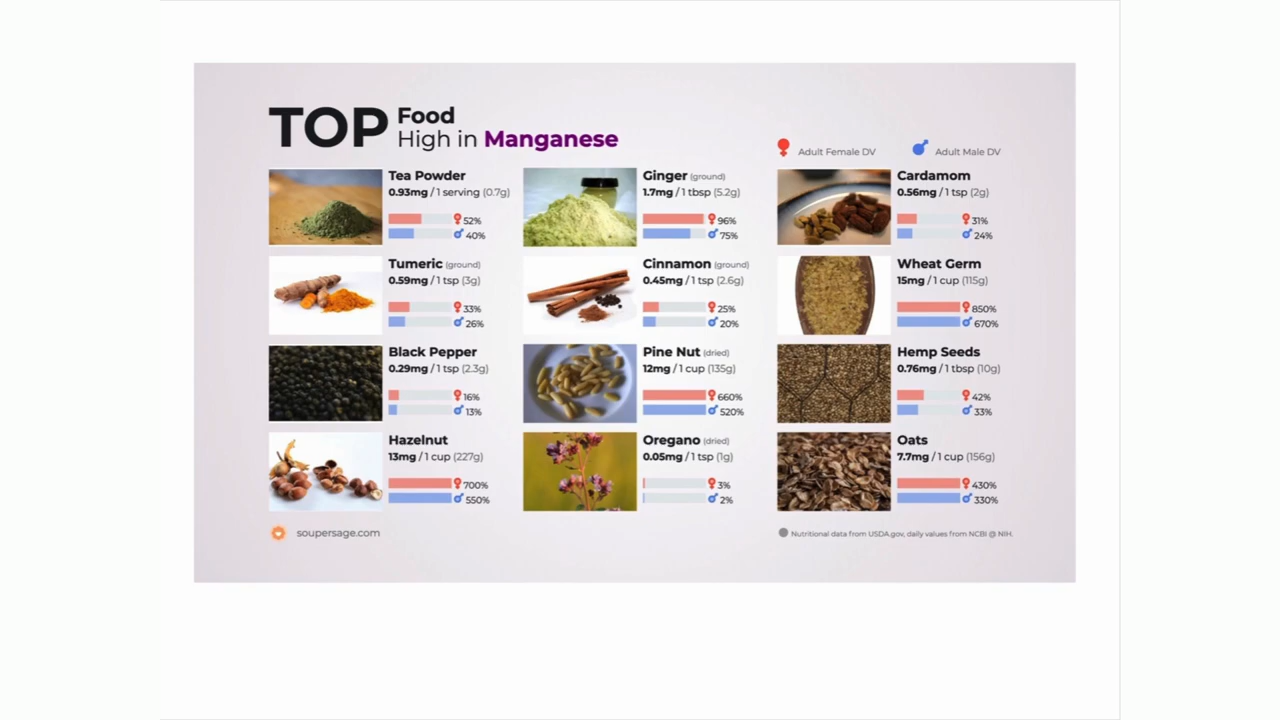 TOP Food
High in Manganese
Adult Female DV
Adult Male DV
Tea Powder
0.93mg / 1 serving (0.7g)
52%
40%
Ginger (ground)
1.7mg / 1 tbsp (5.2g)
96%
75%
Cardamom
0.56mg / 1 tsp (2g)
31%
24%
Tumeric (ground)
0.59mg / 1 tsp (3g)
33%
26%
Cinnamon (ground)
0.45mg / 1 tsp (2.6g)
25%
20%
Wheat Germ
15mg / 1 cup (115g)
850%
670%
Black Pepper
0.29mg / 1 tsp (2.3g)
16%
13%
Pine Nut (dried)
12mg / 1 cup (135g)
660%
520%
Hemp Seeds
0.76mg / 1 tbsp (10g)
42%
33%
Hazelnut
13mg / 1 cup (227g)
700%
550%
Oregano (dried)
0.05mg / 1 tsp (1g)
3%
2%
Oats
7.7mg / 1 cup (156g)
430%
330%
soupersage.com
Nutritional data from USDA.gov, daily values from NCBI @ NIH.